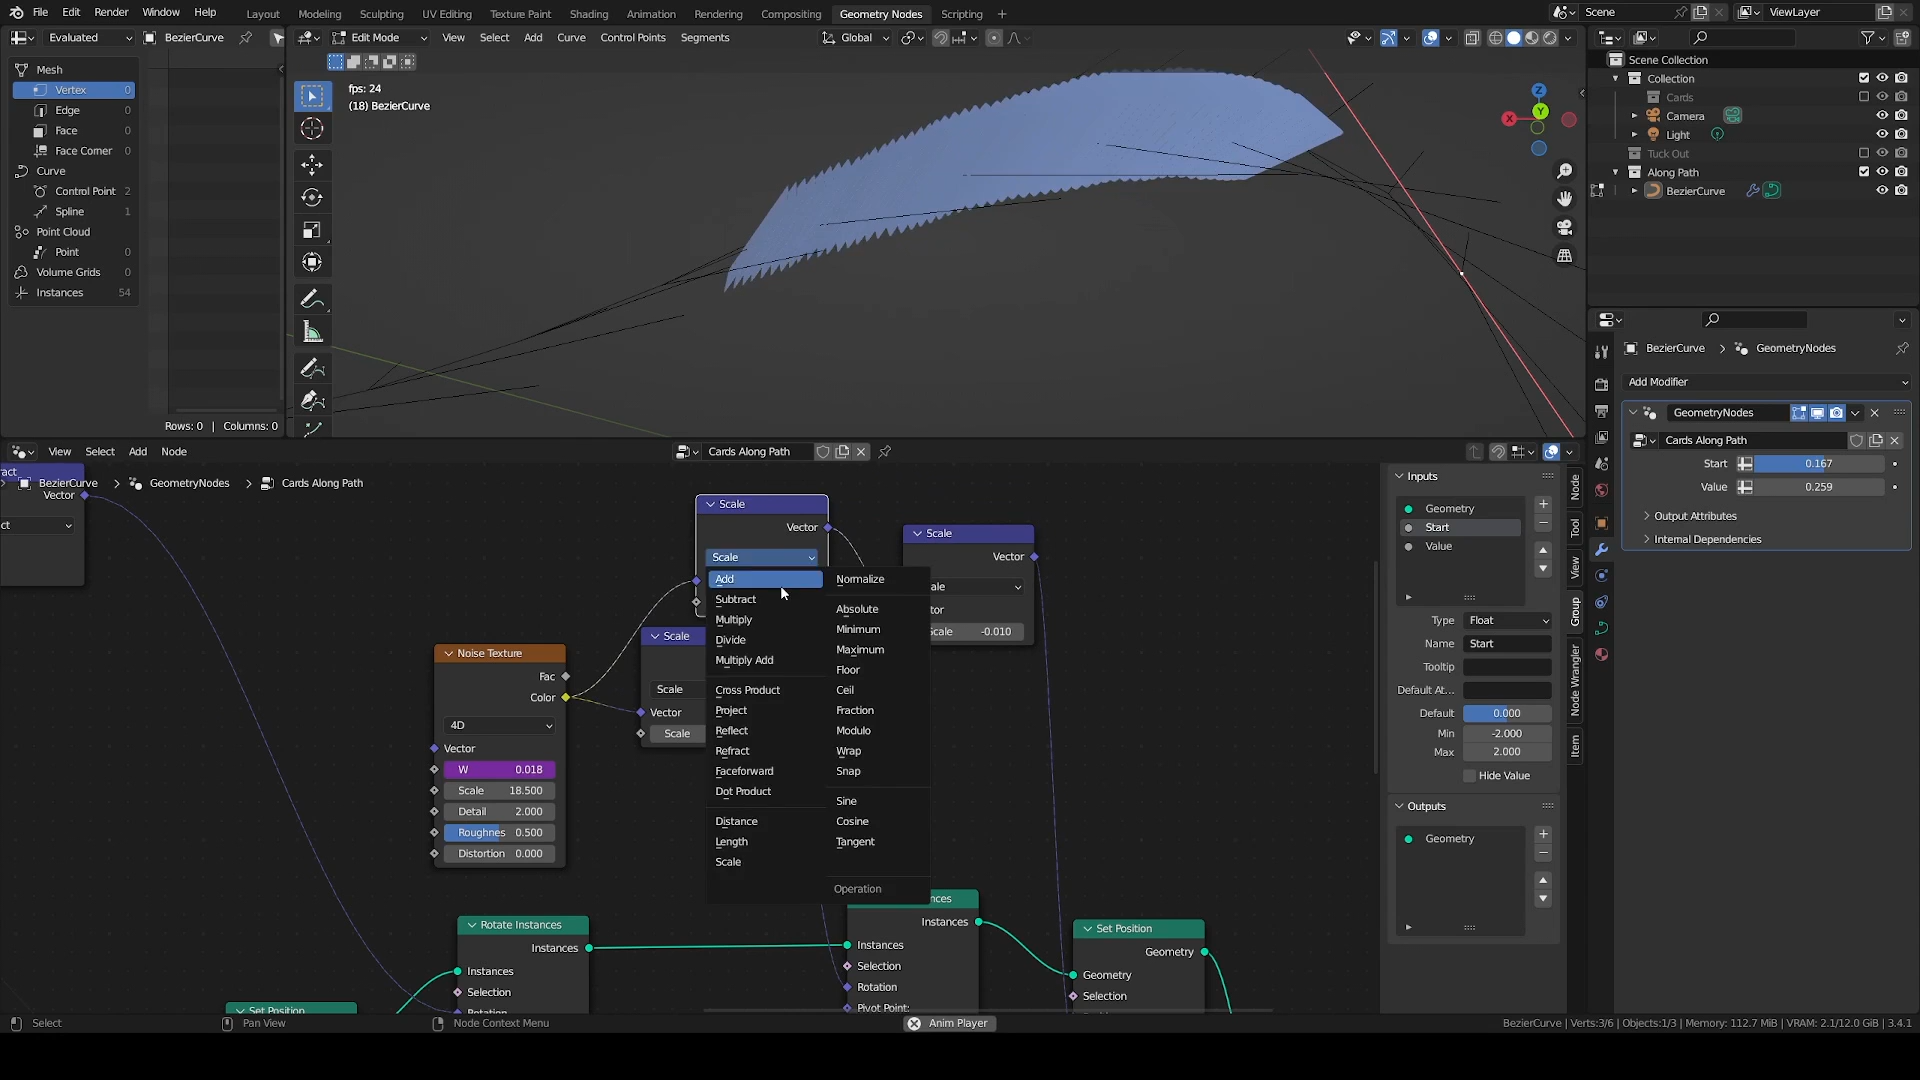 File Edit Render Window Help Layout Modeling Sculpting UV Editing Texture Paint Shading Animation Rendering Compositing Geometry Nodes Scripting + Scene ViewLayer
Evaluated BezierCurve Edit Mode View Select Add Curve Control Points Segments Global
Mesh
Vertex 0
Edge 0
Face 0
Face Corner 0
Curve
Control Point 2
Spline 1
Point Cloud
Point 0
Volume Grids 0
Instances 54
Rows: 0 | Columns: 0
fps: 24
(18) BezierCurve
Z
Y
X
Scene Collection
Collection
Cards
Camera
Light
Tuck Out
Along Path
BezierCurve
BezierCurve > GeometryNodes
Add Modifier
GeometryNodes
Cards Along Path
Start 0.167
Value 0.259
Output Attributes
Internal Dependencies
View Select Add Node Cards Along Path
BezierCurve > GeometryNodes > Cards Along Path
Vector
Scale
Vector
Scale
Add
Subtract
Multiply
Divide
Multiply Add
Cross Product
Project
Reflect
Refract
Faceforward
Dot Product
Distance
Length
Scale
Normalize
Absolute
Minimum
Maximum
Floor
Ceil
Fraction
Modulo
Wrap
Snap
Sine
Cosine
Tangent
Operation
Scale
Vector
ale
tor
Scale -0.010
Scale
Scale
Vector
Scale
Noise Texture
Fac
Color
4D
Vector
W 0.018
Scale 18.500
Detail 2.000
Roughnes 0.500
Distortion 0.000
Rotate Instances
Instances
Instances
Selection
Rotation
Set Position
nces
Instances
Instances
Selection
Rotation
Pivot Point:
Set Position
Geometry
Geometry
Selection
Inputs
Geometry
Start
Value
Type Float
Name Start
Tooltip
Default At...
Default 0.000
Min -2.000
Max 2.000
Hide Value
Outputs
Geometry
Node
Tool
View
Group
Node Wrangler
Item
Select Pan View Node Context Menu Anim Player BezierCurve | Verts:3/6 | Objects:1/3 | Memory: 112.7 MiB | VRAM: 2.1/12.0 GiB | 3.4.1